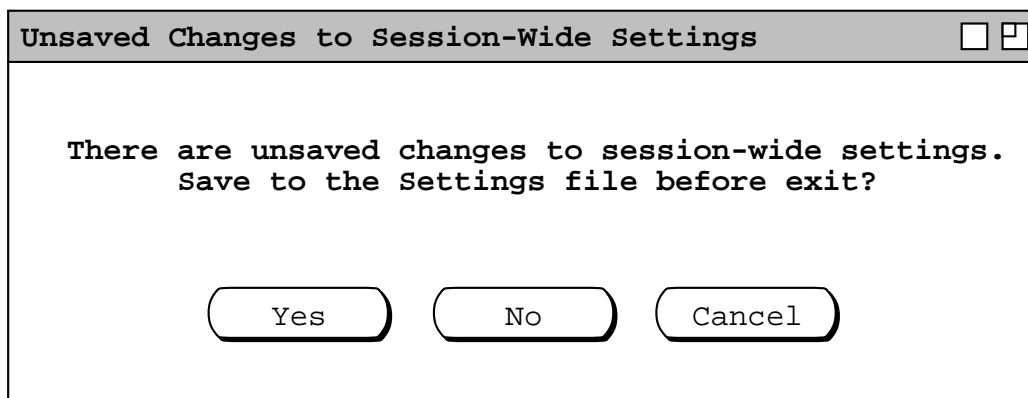 Unsaved Changes to Session-Wide Settings
There are unsaved changes to session-wide settings.
Save to the Settings file before exit?
Yes No Cancel